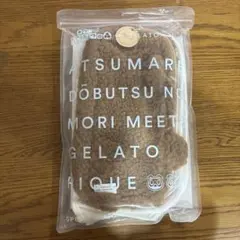 ATSUMARE
DOBUTSU NO
MORI MEET
GELATO
PIQUE